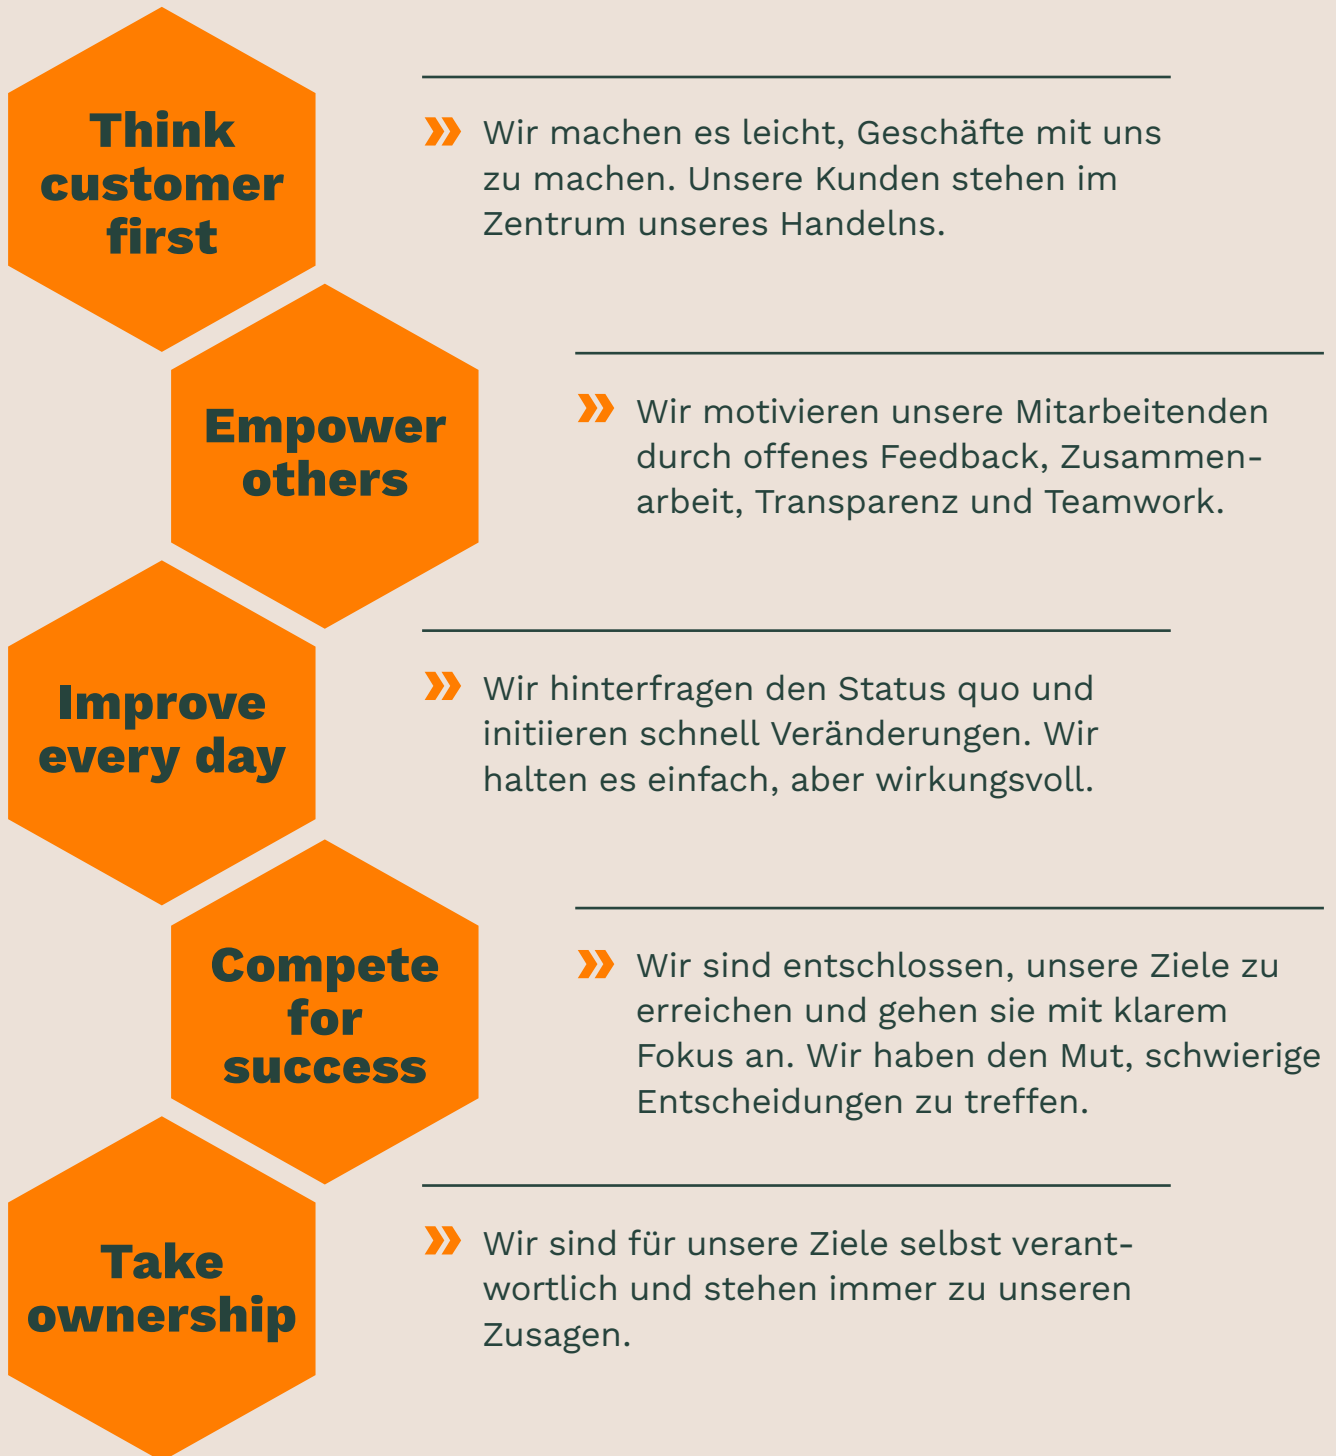 Think
customer
first
» Wir machen es leicht, Geschäfte mit uns
zu machen. Unsere Kunden stehen im
Zentrum unseres Handelns.
Empower
others
» Wir motivieren unsere Mitarbeitenden
durch offenes Feedback, Zusammen-
arbeit, Transparenz und Teamwork.
Improve
every day
» Wir hinterfragen den Status quo und
initiieren schnell Veränderungen. Wir
halten es einfach, aber wirkungsvoll.
Compete
for
success
» Wir sind entschlossen, unsere Ziele zu
erreichen und gehen sie mit klarem
Fokus an. Wir haben den Mut, schwierige
Entscheidungen zu treffen.
Take
ownership
» Wir sind für unsere Ziele selbst verant-
wortlich und stehen immer zu unseren
Zusagen.